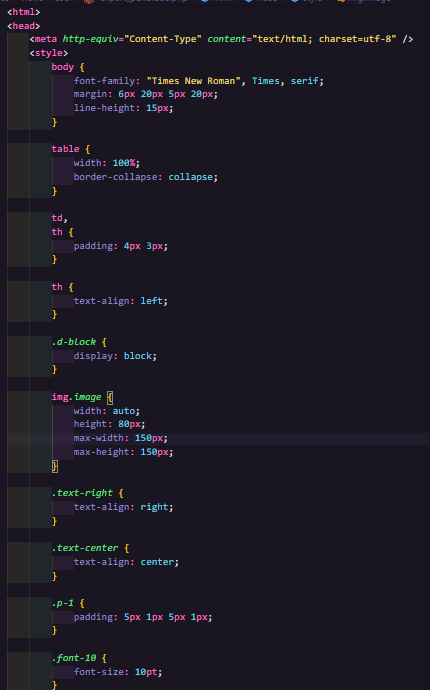 <html>
<head>
<meta http-equiv="Content-Type" content="text/html; charset=utf-8" />
<style>
body {
font-family: "Times New Roman", Times, serif;
margin: 6px 20px 5px 20px;
line-height: 15px;
}
table {
width: 100%;
border-collapse: collapse;
}
td,
th {
padding: 4px 3px;
}
th {
text-align: left;
}
.d-block {
display: block;
}
img.image {
width: auto;
height: 80px;
max-width: 150px;
max-height: 150px;
}
.text-right {
text-align: right;
}
.text-center {
text-align: center;
}
.p-1 {
padding: 5px 1px 5px 1px;
}
.font-10 {
font-size: 10pt;
}